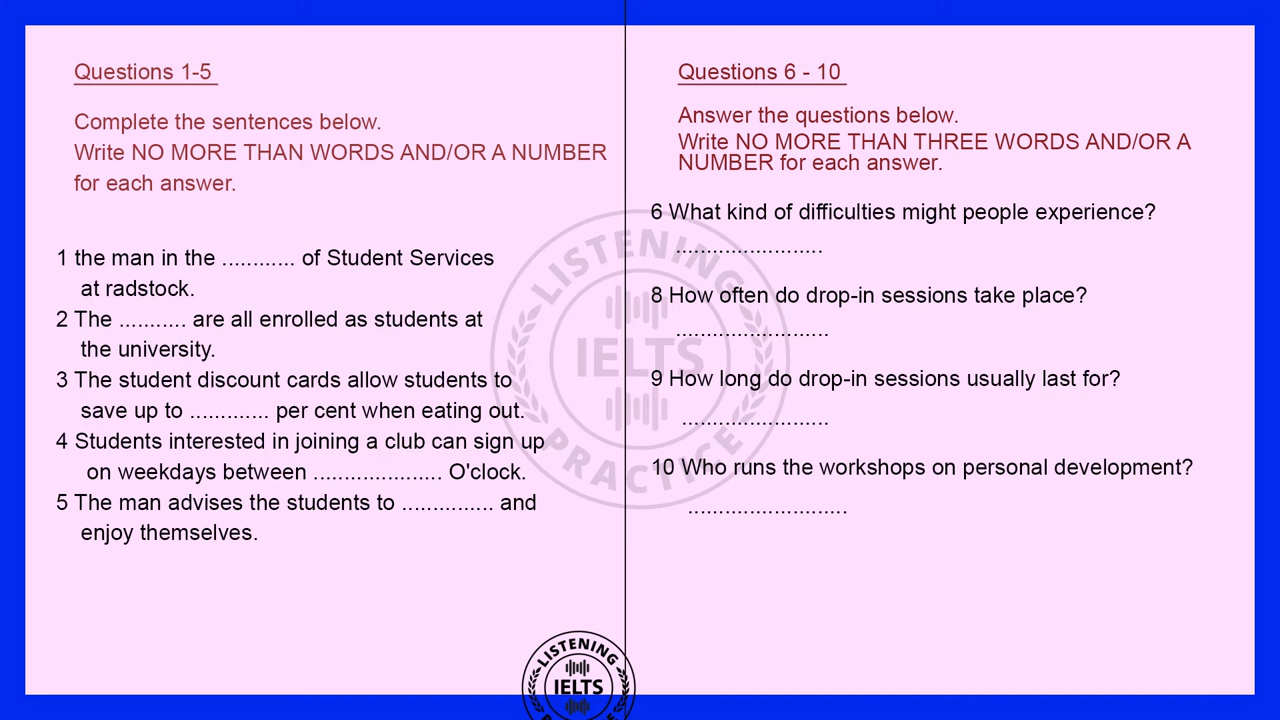 Questions 1-5
Complete the sentences below.
Write NO MORE THAN WORDS AND/OR A NUMBER
for each answer.
1 the man in the ............ of Student Services
at radstock.
2 The ........... are all enrolled as students at
the university.
3 The student discount cards allow students to
save up to ............. per cent when eating out.
4 Students interested in joining a club can sign up
on weekdays between ..................... O'clock.
5 The man advises the students to ............... and
enjoy themselves.
Questions 6 - 10
Answer the questions below.
Write NO MORE THAN THREE WORDS AND/OR A
NUMBER for each answer.
6 What kind of difficulties might people experience?
........................
8 How often do drop-in sessions take place?
.........................
9 How long do drop-in sessions usually last for?
........................
10 Who runs the workshops on personal development?
..........................
LISTENING
IELTS
PRACTICE
LISTENING
IELTS